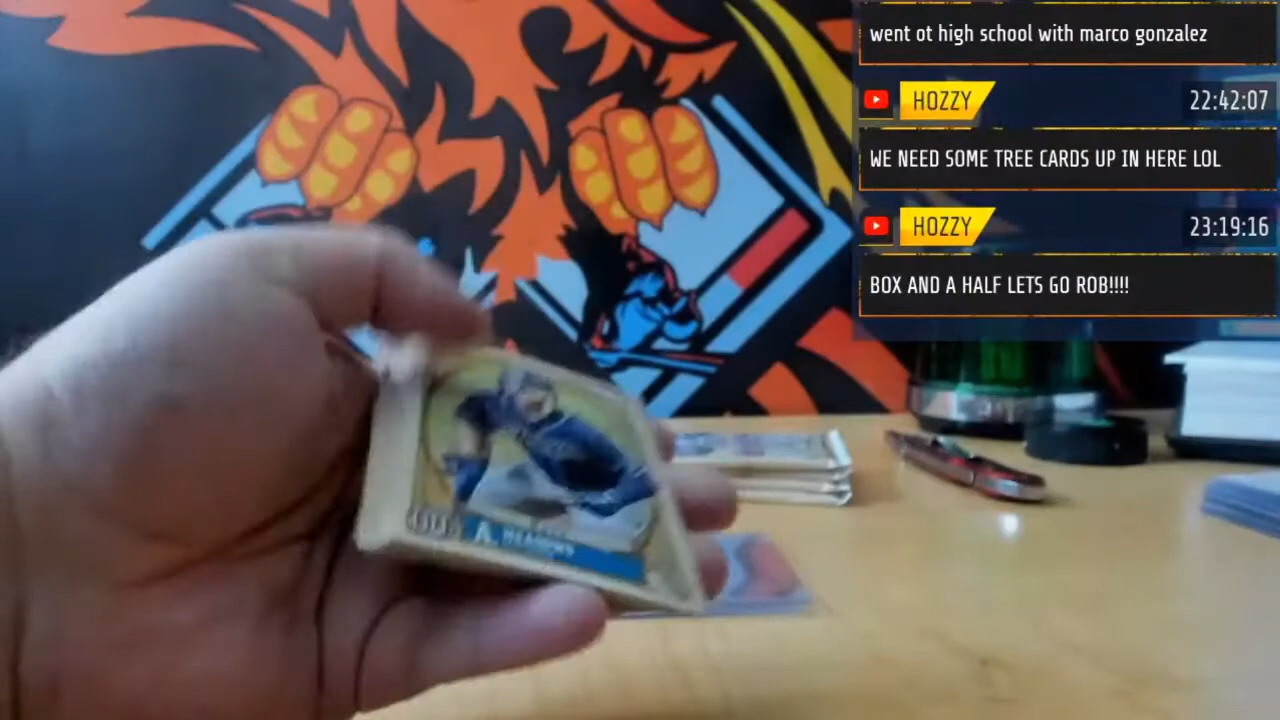 went ot high school with marco gonzalez
HOZZY 22:42:07
WE NEED SOME TREE CARDS UP IN HERE LOL
HOZZY 23:19:16
BOX AND A HALF LETS GO ROB!!!!
A. MEADOWS